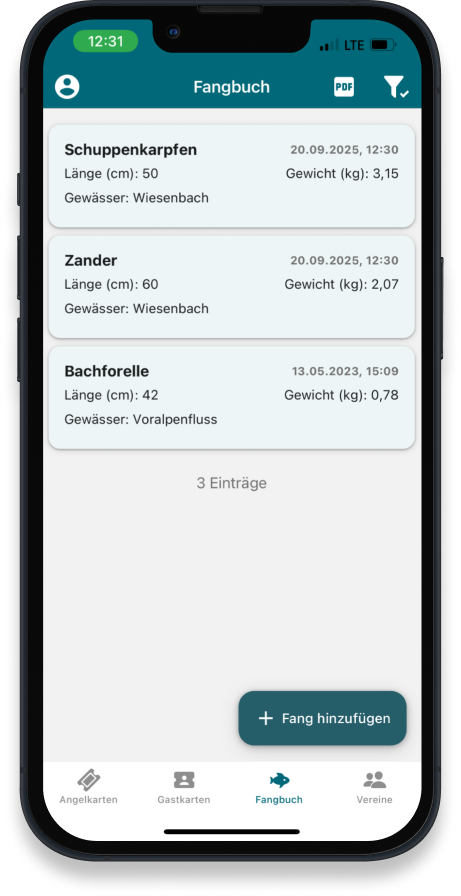 12:31
LTE
Fangbuch
PDF
Schuppenkarpfen 20.09.2025, 12:30
Länge (cm): 50 Gewicht (kg): 3,15
Gewässer: Wiesenbach
Zander 20.09.2025, 12:30
Länge (cm): 60 Gewicht (kg): 2,07
Gewässer: Wiesenbach
Bachforelle 13.05.2023, 15:09
Länge (cm): 42 Gewicht (kg): 0,78
Gewässer: Voralpenfluss
3 Einträge
+ Fang hinzufügen
Angelkarten Gastkarten Fangbuch Vereine